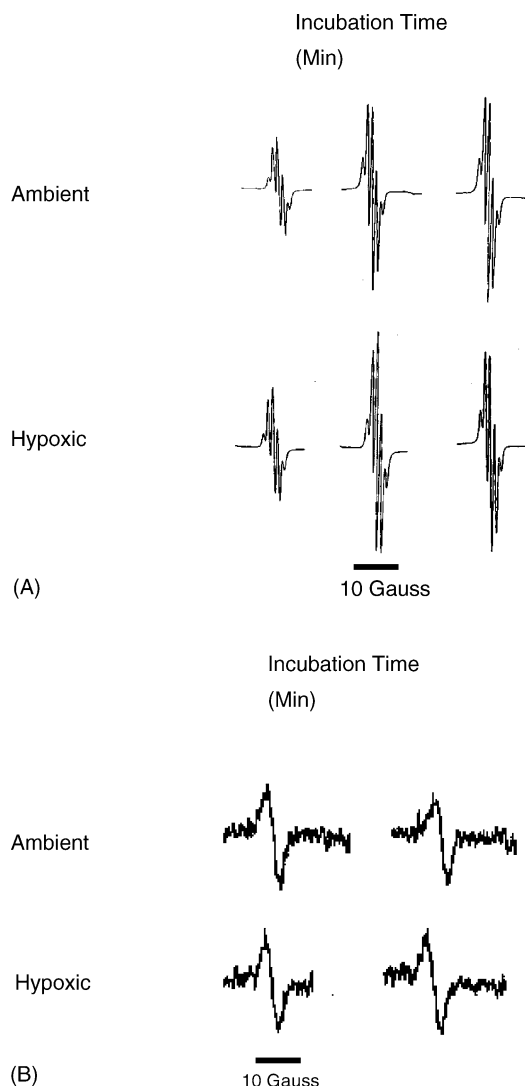 Incubation Time
(Min)
Ambient
Hypoxic
(A)
10 Gauss
Incubation Time
(Min)
Ambient
Hypoxic
(B)
10 Gauss